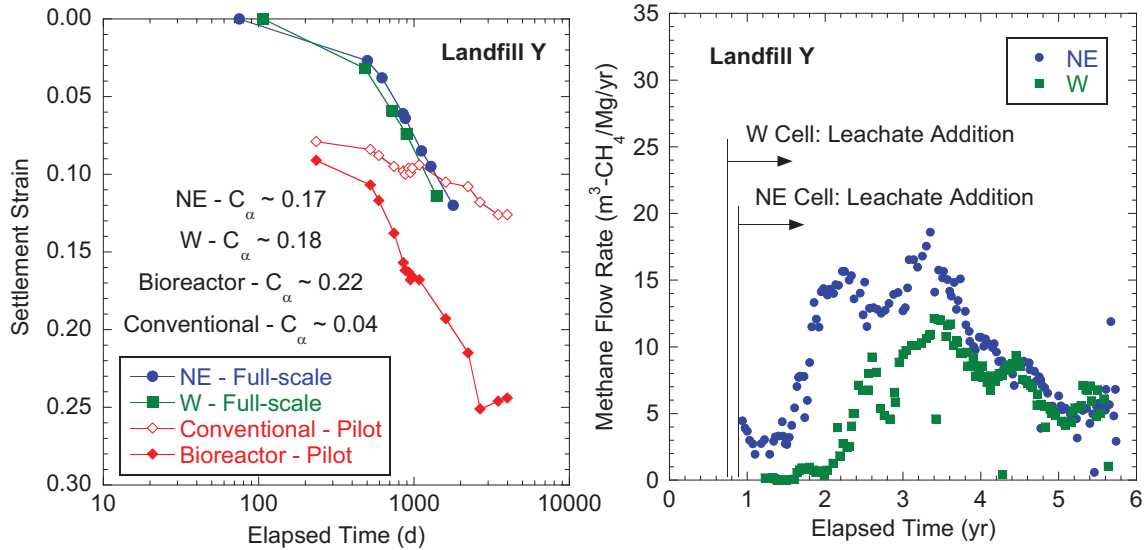 Landfill Y
0.00
0.05
0.10
0.15
0.20
0.25
0.30
Settlement Strain
NE - Cα ~ 0.17
W - Cα ~ 0.18
Bioreactor - Cα ~ 0.22
Conventional - Cα ~ 0.04
NE - Full-scale
W - Full-scale
Conventional - Pilot
Bioreactor - Pilot
10 100 1000 10000
Elapsed Time (d)
Landfill Y
NE
W
35
30
25
20
15
10
5
0
Methane Flow Rate (m³-CH₄/Mg/yr)
W Cell: Leachate Addition
NE Cell: Leachate Addition
0 1 2 3 4 5 6
Elapsed Time (yr)